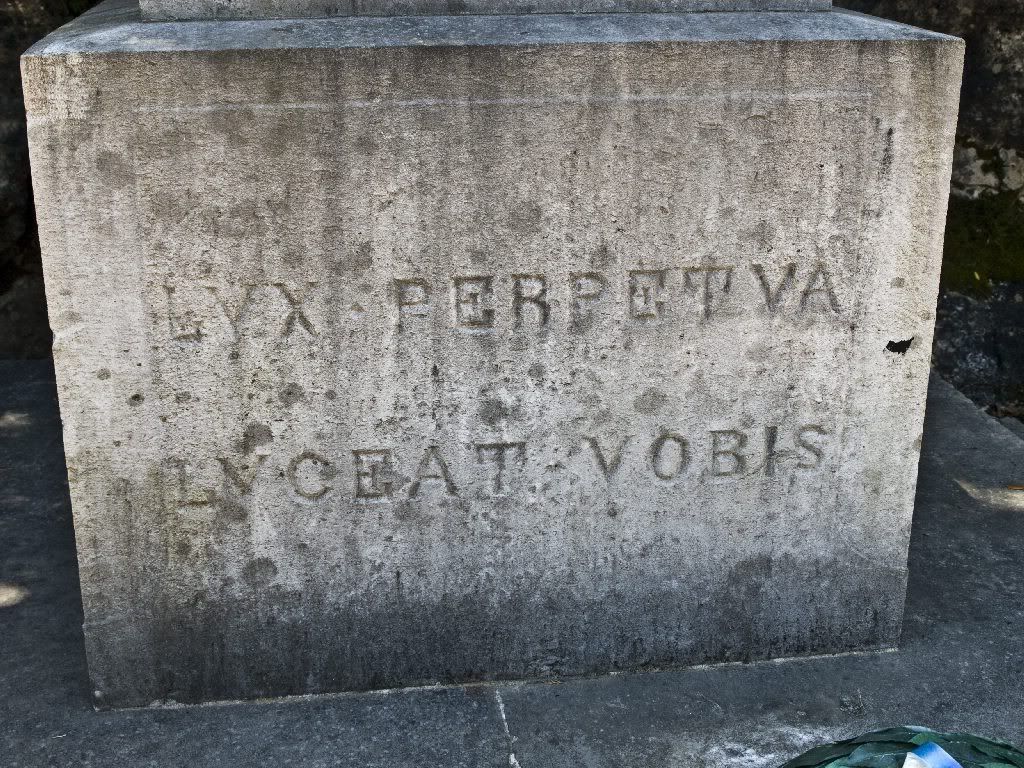 LVX · PERPETVA
LVCEAT · VOBIS